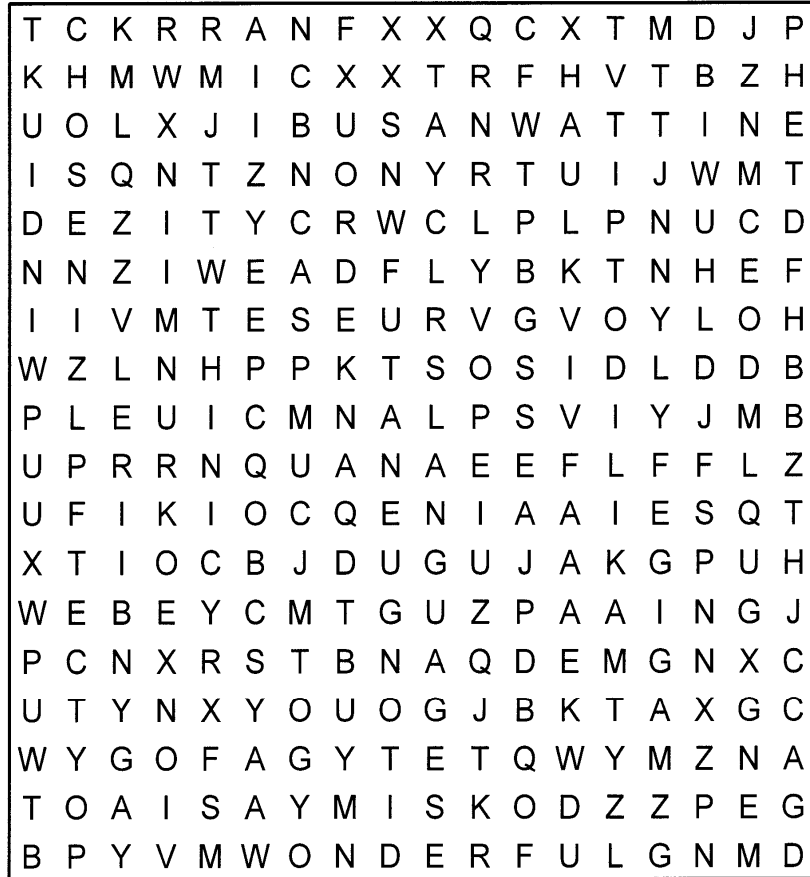 T C K R R A N F X X Q C X T M D J P
K H M W M I C X X T R F H V T B Z H
U O L X J I B U S A N W A T T I N E
I S Q N T Z N O N Y R T U I J W M T
D E Z I T Y C R W C L P L P N U C D
N N Z I W E A D F L Y B K T N H E F
I I V M T E S E U R V G V O Y L O H
W Z L N H P P K T S O S I D L D D B
P L E U I C M N A L P S V I Y J M B
U P R R N Q U A N A E E F L F F L Z
U F I K I O C Q E N I A A I E S Q T
X T I O C B J D U G U J A K G P U H
W E B E Y C M T G U Z P A A I N G J
P C N X R S T B N A Q D E M G N X C
U T Y N X Y O U O G J B K T A X G C
W Y G O F A G Y T E T Q W Y M Z N A
T O A I S A Y M I S K O D Z Z P E G
B P Y V M W O N D E R F U L G N M D